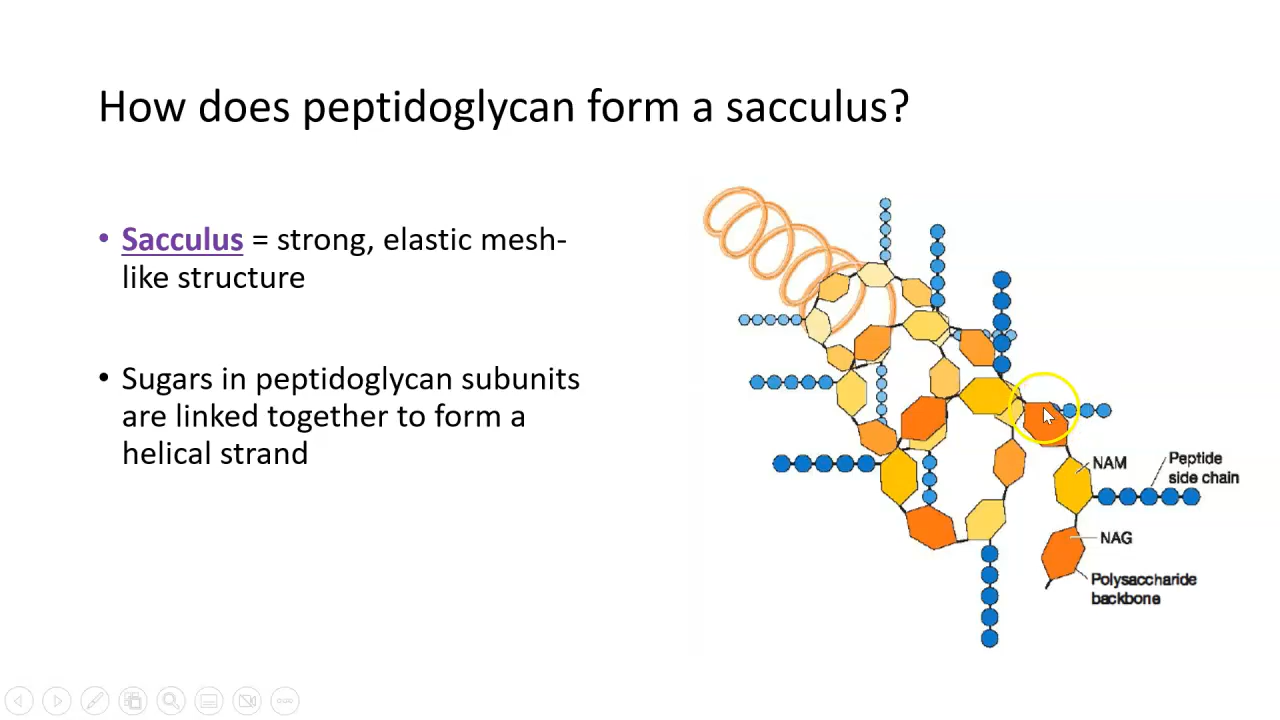 How does peptidoglycan form a sacculus?
• Sacculus = strong, elastic mesh-
like structure
• Sugars in peptidoglycan subunits
are linked together to form a
helical strand
NAM
Peptide
side chain
NAG
Polysaccharide
backbone